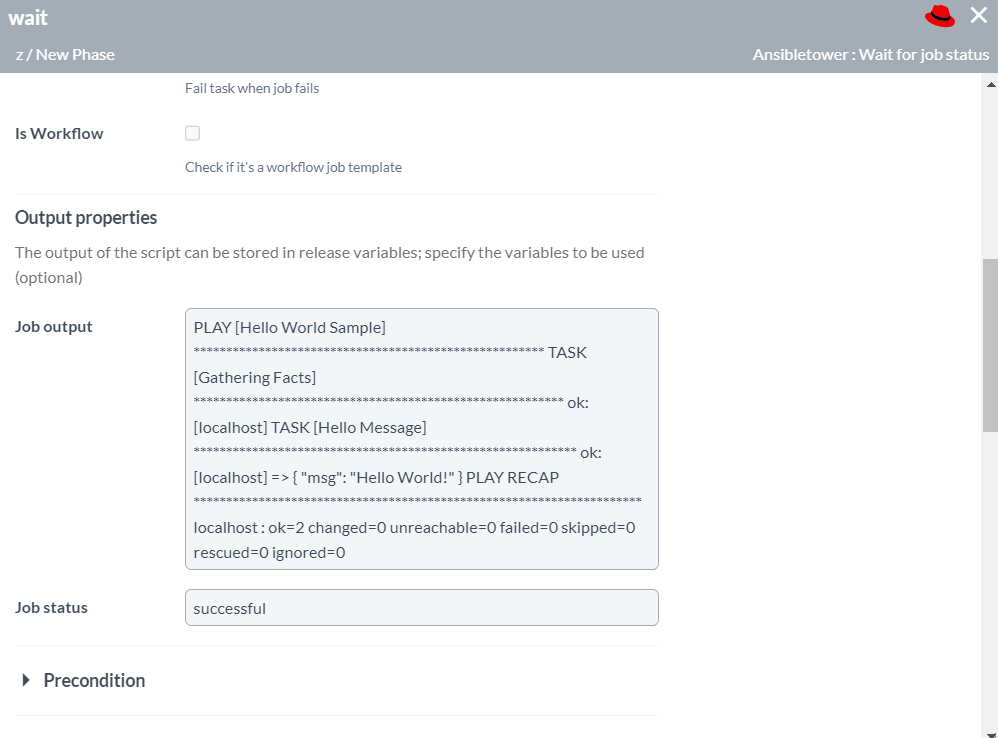 wait
z / New Phase
Ansibletower : Wait for job status
Fail task when job fails
Is Workflow
Check if it's a workflow job template
Output properties
The output of the script can be stored in release variables; specify the variables to be used
(optional)
Job output
PLAY [Hello World Sample]
****************************************************** TASK
[Gathering Facts]
********************************************************* ok:
[localhost] TASK [Hello Message]
*********************************************************** ok:
[localhost] => { "msg": "Hello World!" } PLAY RECAP
*********************************************************************
localhost : ok=2 changed=0 unreachable=0 failed=0 skipped=0
rescued=0 ignored=0
Job status
successful
Precondition